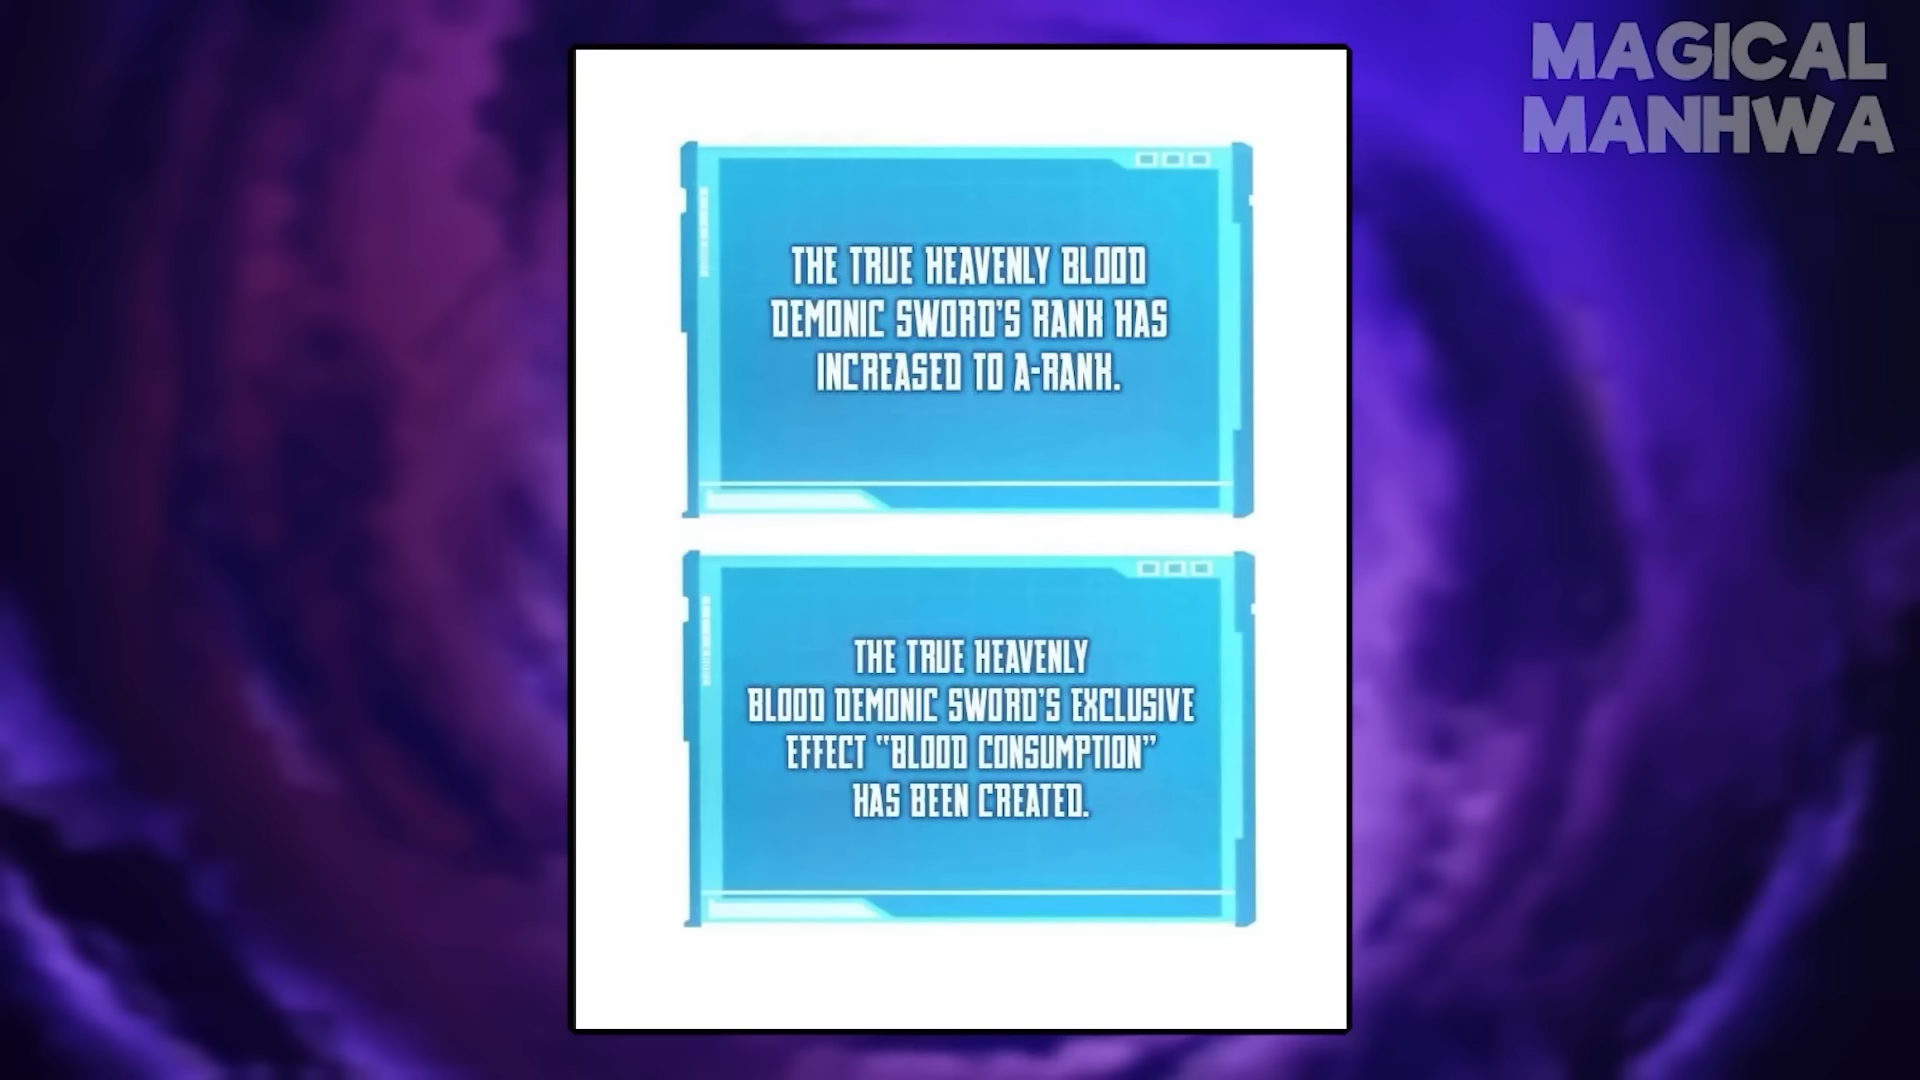 MAGICAL
MANHWA
THE TRUE HEAVENLY BLOOD
DEMONIC SWORD'S RANK HAS
INCREASED TO A-RANK.
THE TRUE HEAVENLY
BLOOD DEMONIC SWORD'S EXCLUSIVE
EFFECT "BLOOD CONSUMPTION"
HAS BEEN CREATED.